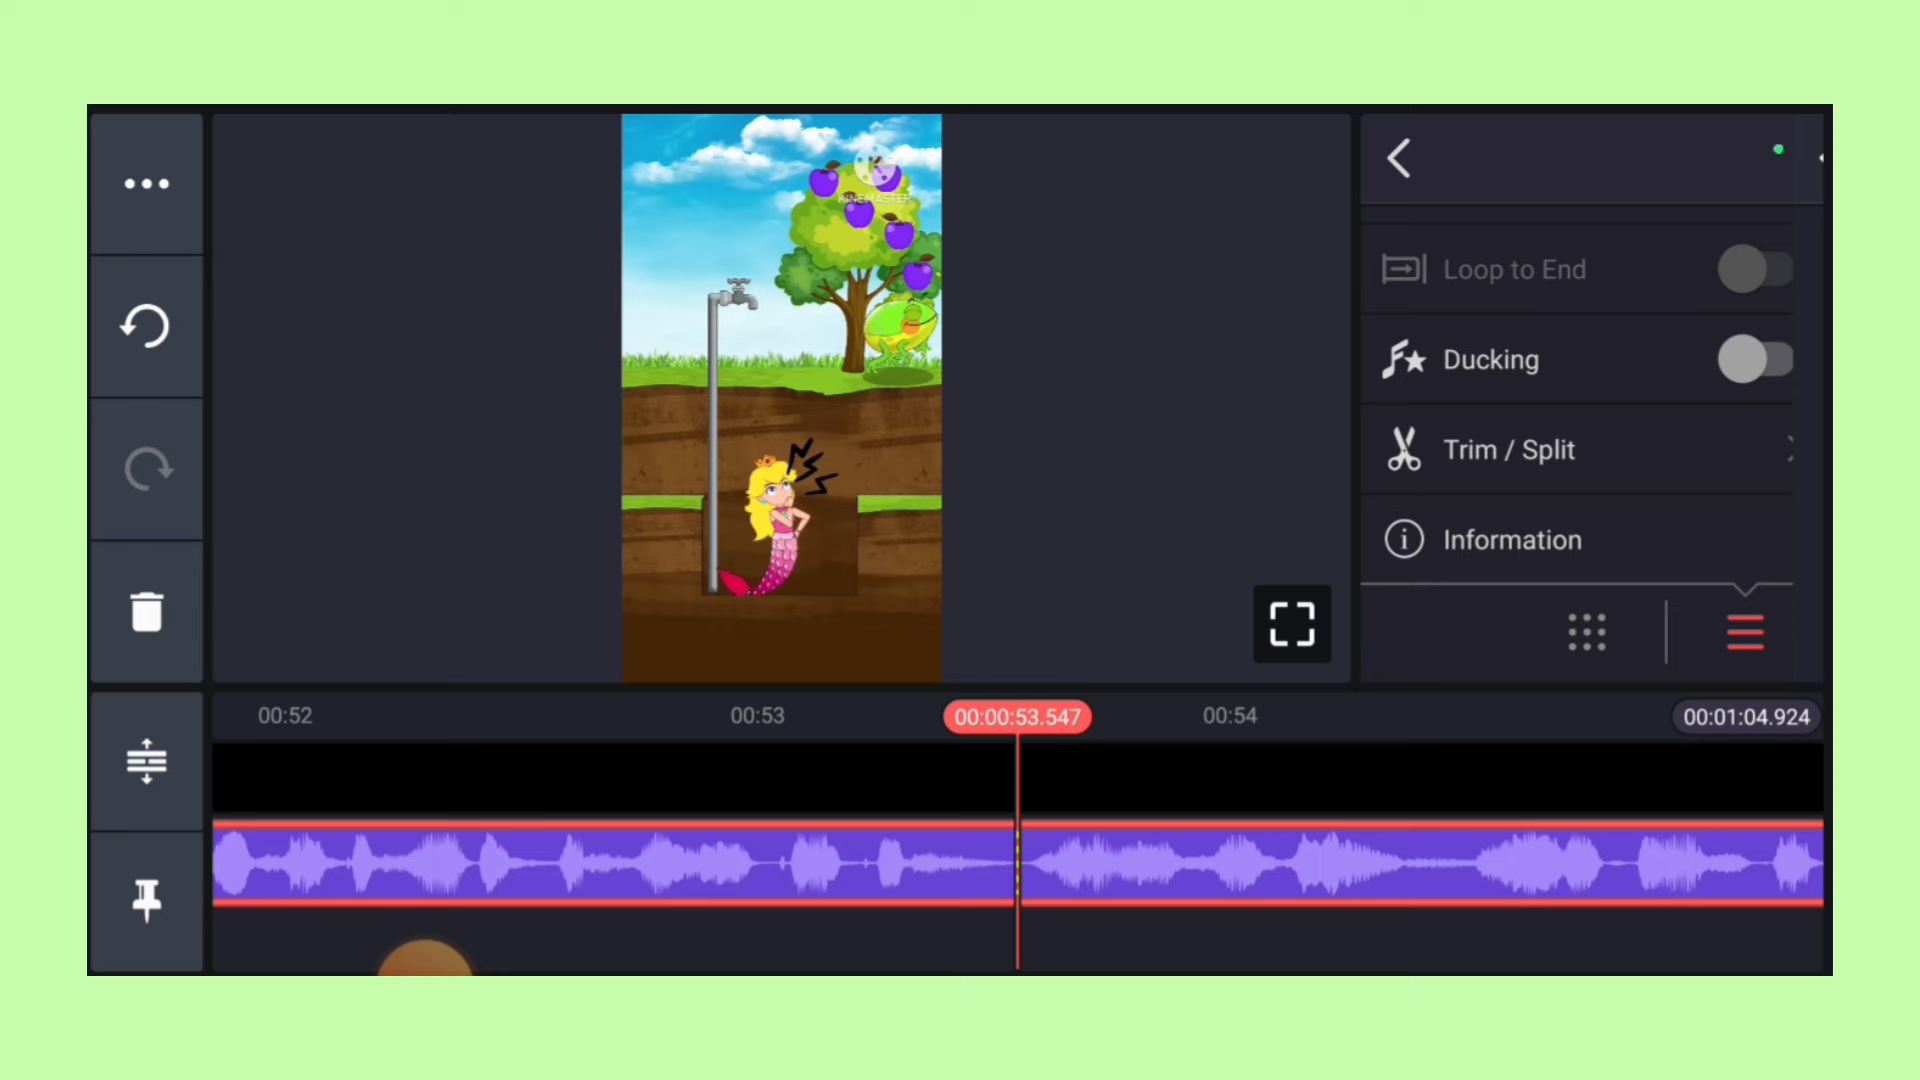 KINEMASTER
Loop to End
Ducking
Trim / Split
Information
00:52
00:53
00:00:53.547
00:54
00:01:04.924